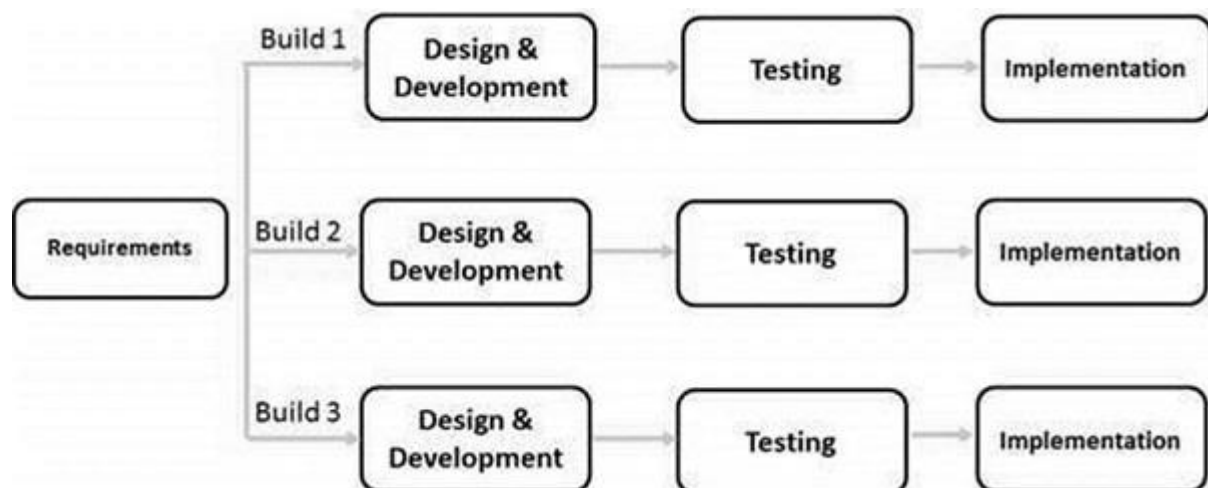 Build 1
Design &
Development
Testing
Implementation
Requirements
Build 2
Design &
Development
Testing
Implementation
Build 3
Design &
Development
Testing
Implementation